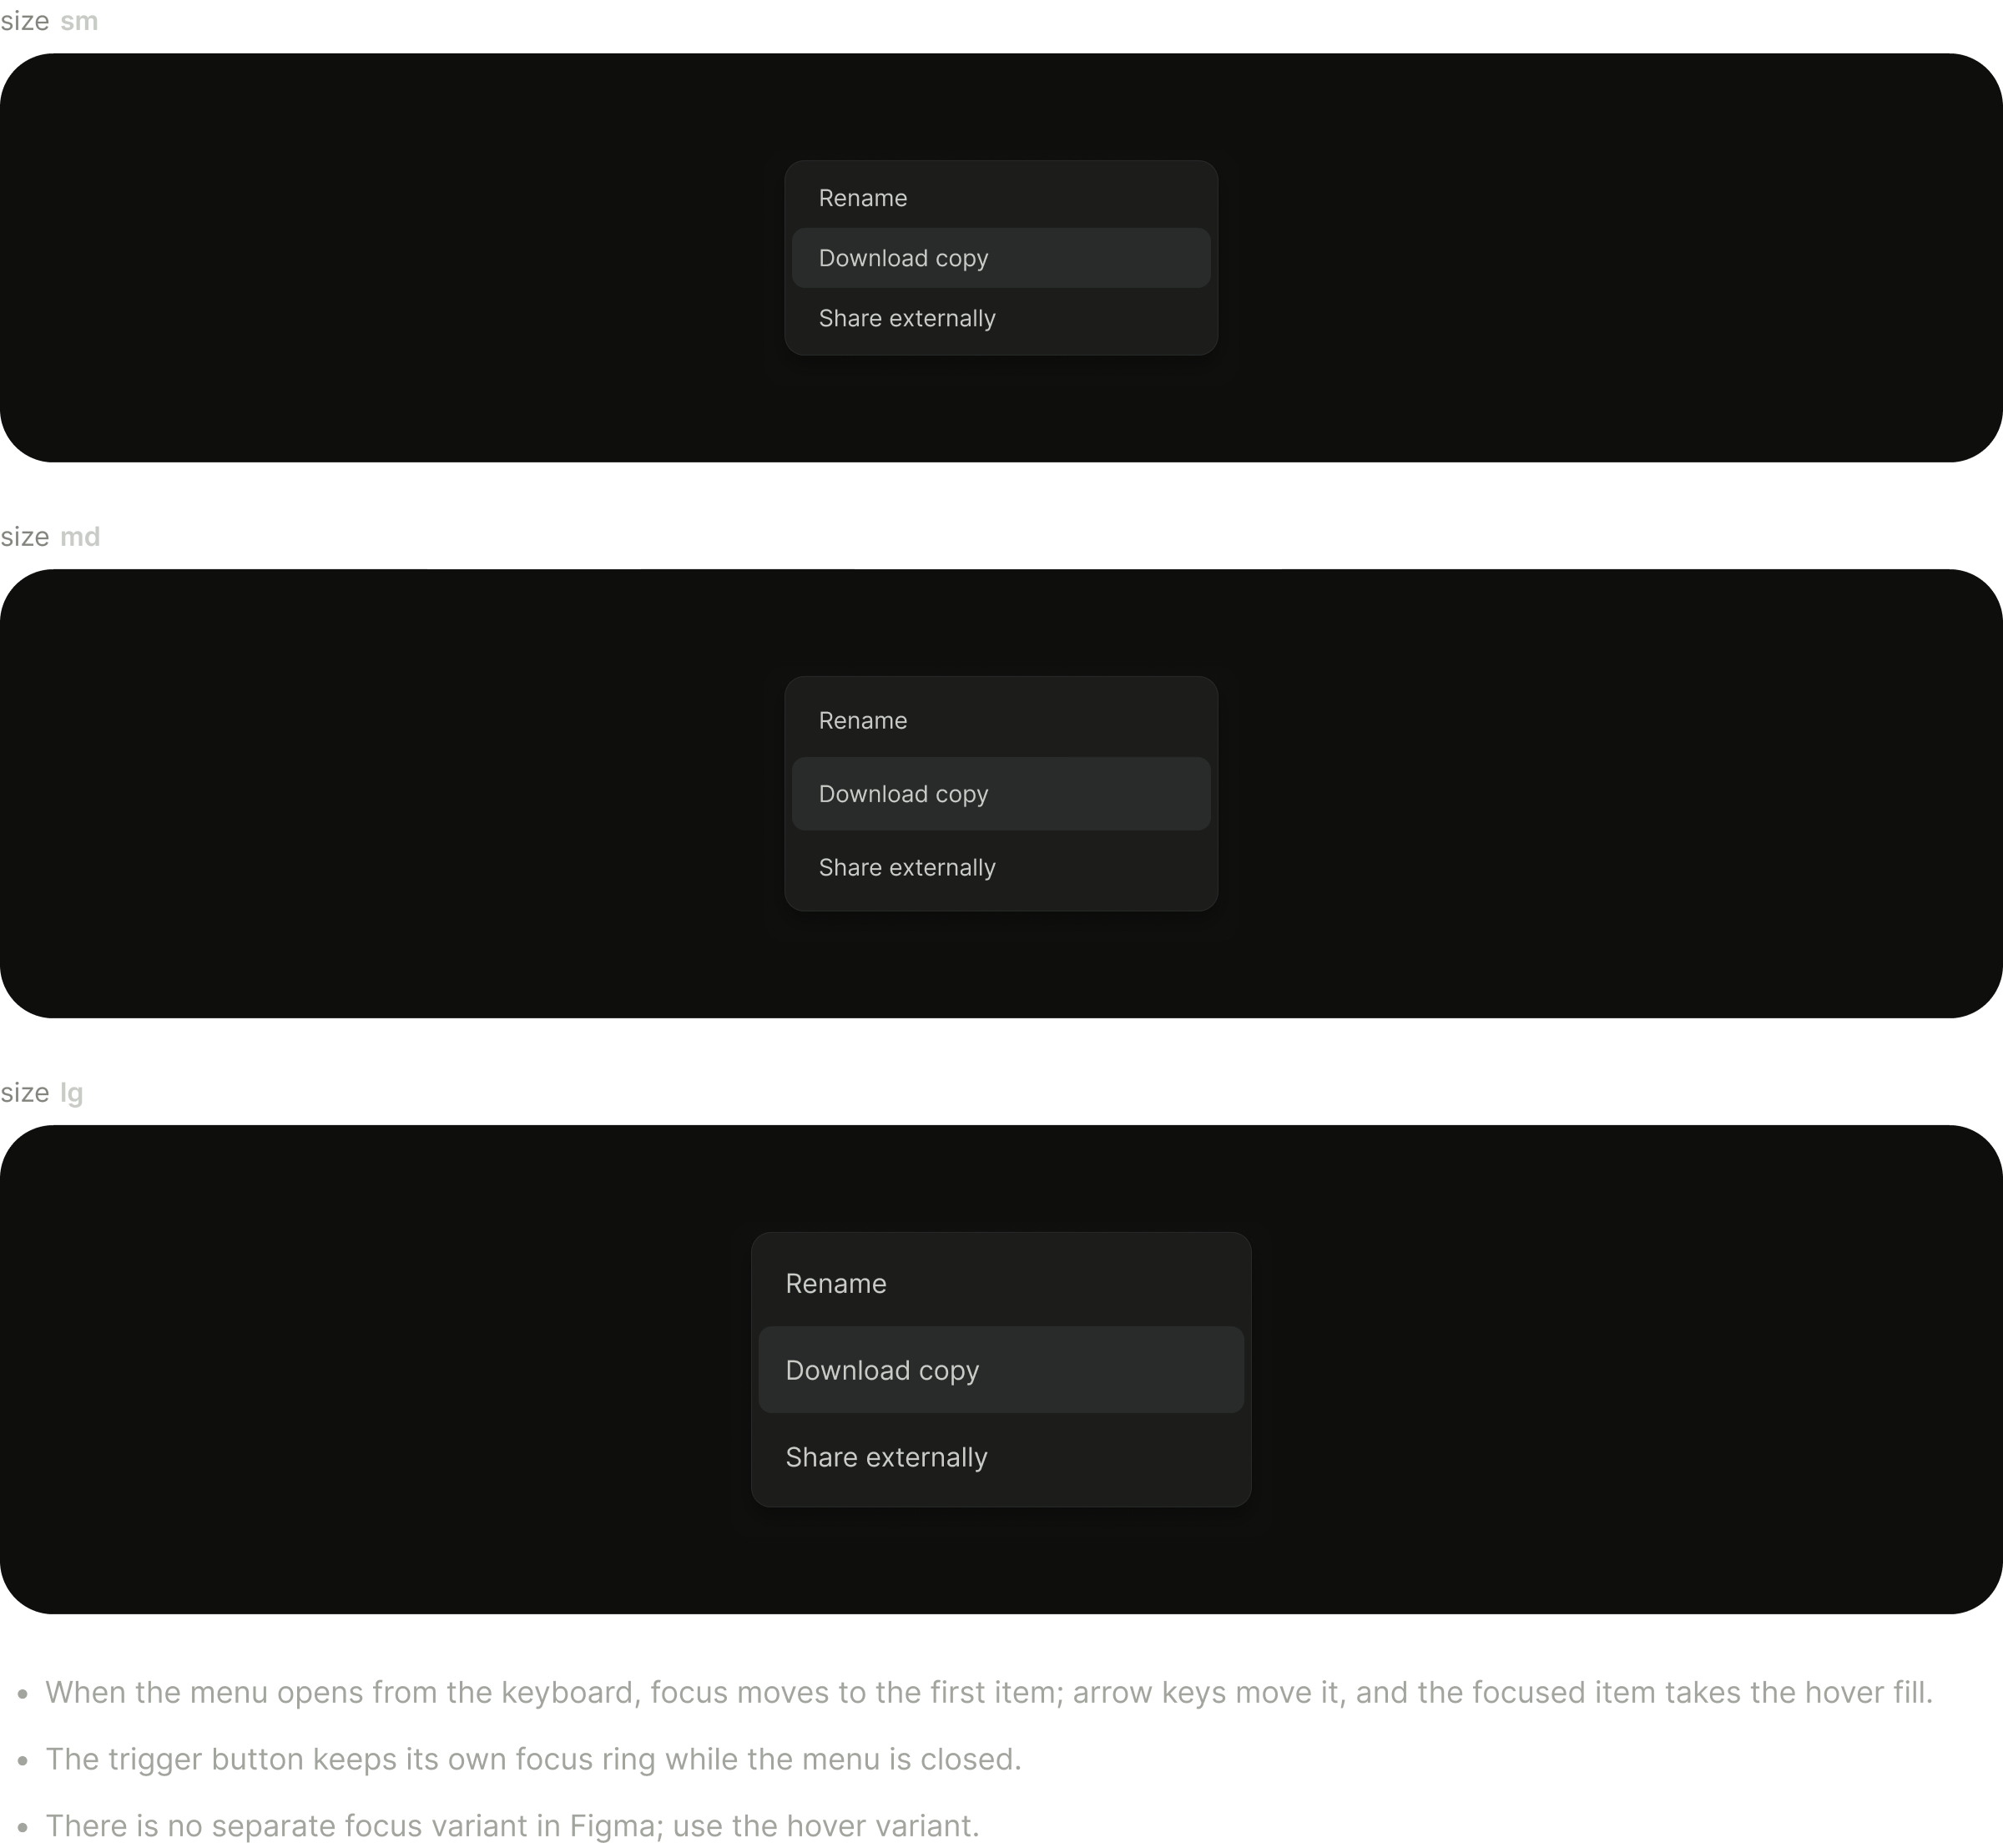 size sm
Rename
Download copy
Share externally
size md
Rename
Download copy
Share externally
size lg
Rename
Download copy
Share externally
• When the menu opens from the keyboard, focus moves to the first item; arrow keys move it, and the focused item takes the hover fill.
• The trigger button keeps its own focus ring while the menu is closed.
• There is no separate focus variant in Figma; use the hover variant.